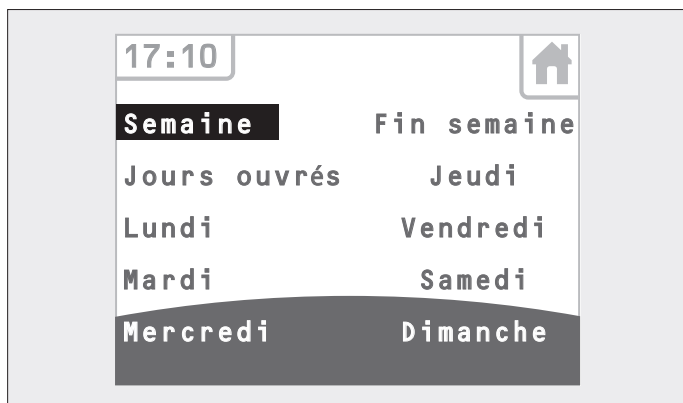 17:10
Semaine Fin semaine
Jours ouvrés Jeudi
Lundi Vendredi
Mardi Samedi
Mercredi Dimanche